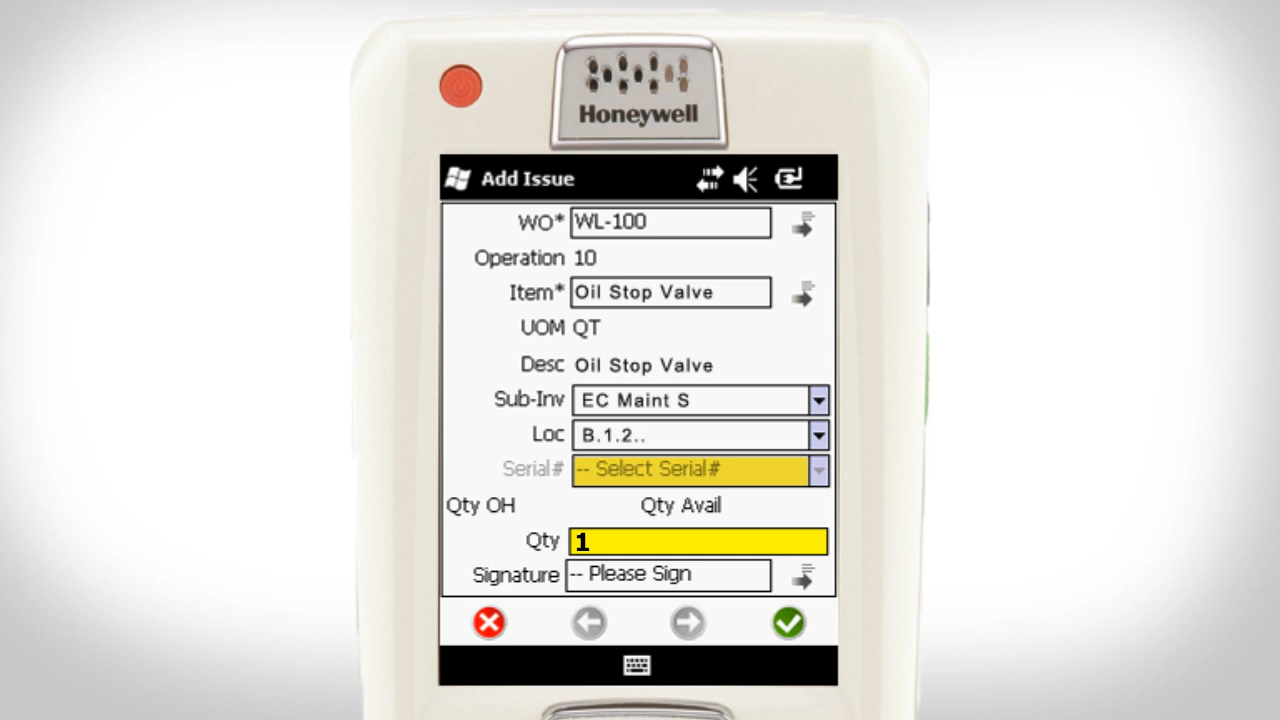 Honeywell
Add Issue
WO* WL-100
Operation 10
Item* Oil Stop Valve
UOM QT
Desc Oil Stop Valve
Sub-Inv EC Maint S
Loc B.1.2..
Serial# -- Select Serial#
Qty OH Qty Avail
Qty 1
Signature -- Please Sign